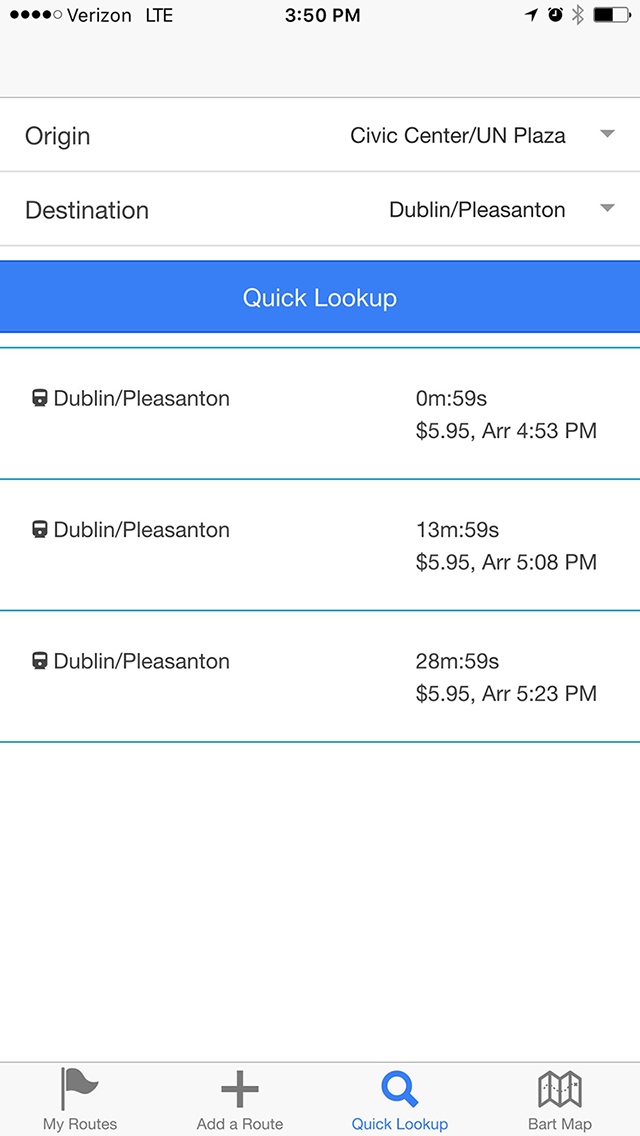 Verizon LTE 3:50 PM
Origin Civic Center/UN Plaza
Destination Dublin/Pleasanton
Quick Lookup
Dublin/Pleasanton 0m:59s
$5.95, Arr 4:53 PM
Dublin/Pleasanton 13m:59s
$5.95, Arr 5:08 PM
Dublin/Pleasanton 28m:59s
$5.95, Arr 5:23 PM
My Routes Add a Route Quick Lookup Bart Map